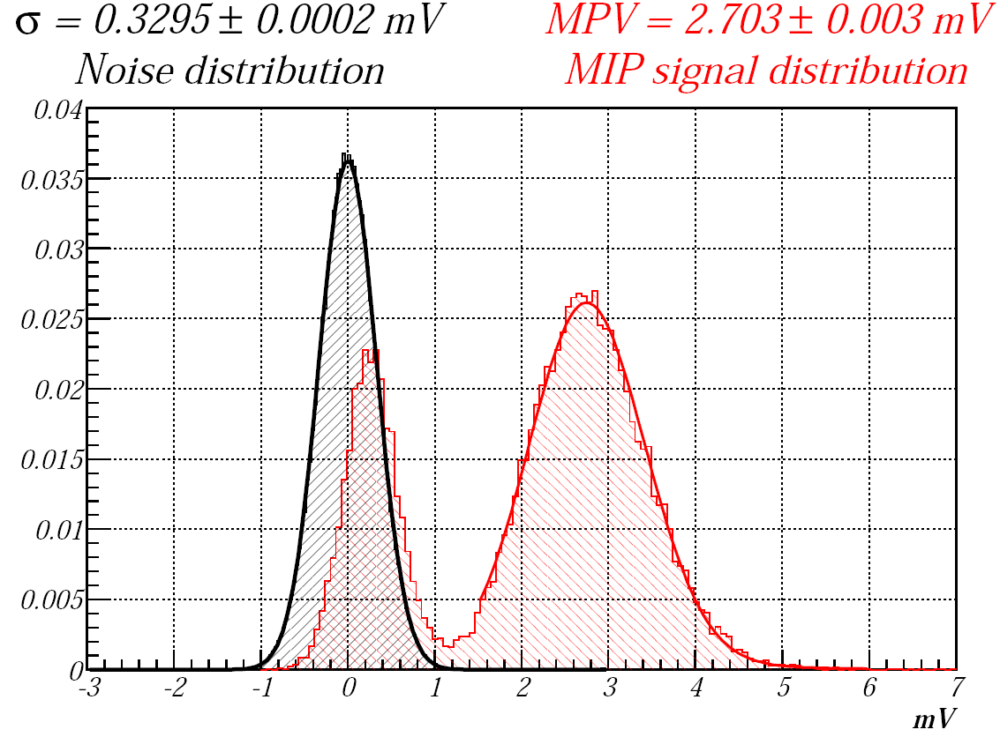 σ = 0.3295 ± 0.0002 mV
MPV = 2.703 ± 0.003 mV
Noise distribution
MIP signal distribution
0.04
0.035
0.03
0.025
0.02
0.015
0.01
0.005
0
-3 -2 -1 0 1 2 3 4 5 6 7
mV